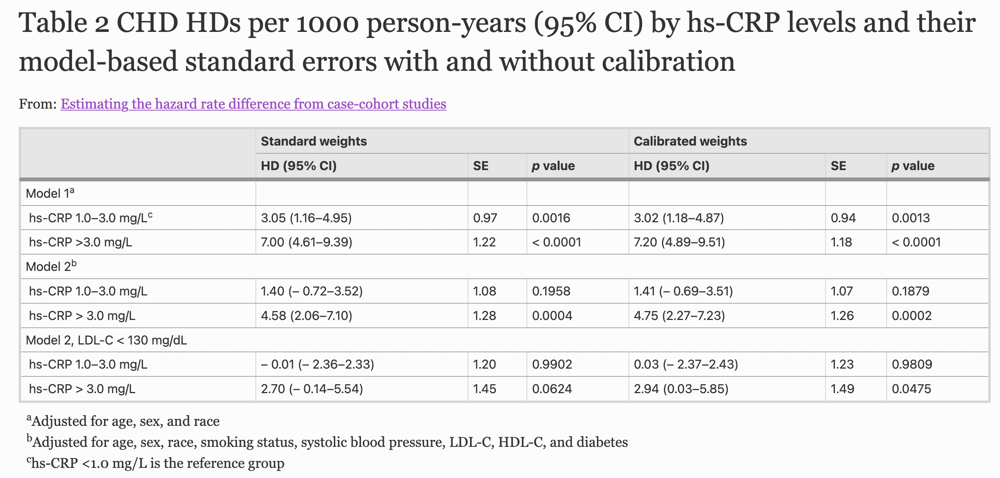 Table 2 CHD HDs per 1000 person-years (95% CI) by hs-CRP levels and their
model-based standard errors with and without calibration
From: Estimating the hazard rate difference from case-cohort studies
Standard weights Calibrated weights
HD (95% CI) SE p value HD (95% CI) SE p value
Model 1ᵃ
hs-CRP 1.0–3.0 mg/Lᶜ 3.05 (1.16–4.95) 0.97 0.0016 3.02 (1.18–4.87) 0.94 0.0013
hs-CRP >3.0 mg/L 7.00 (4.61–9.39) 1.22 < 0.0001 7.20 (4.89–9.51) 1.18 < 0.0001
Model 2ᵇ
hs-CRP 1.0–3.0 mg/L 1.40 (– 0.72–3.52) 1.08 0.1958 1.41 (– 0.69–3.51) 1.07 0.1879
hs-CRP > 3.0 mg/L 4.58 (2.06–7.10) 1.28 0.0004 4.75 (2.27–7.23) 1.26 0.0002
Model 2, LDL-C < 130 mg/dL
hs-CRP 1.0–3.0 mg/L – 0.01 (– 2.36–2.33) 1.20 0.9902 0.03 (– 2.37–2.43) 1.23 0.9809
hs-CRP > 3.0 mg/L 2.70 (– 0.14–5.54) 1.45 0.0624 2.94 (0.03–5.85) 1.49 0.0475
ᵃAdjusted for age, sex, and race
ᵇAdjusted for age, sex, race, smoking status, systolic blood pressure, LDL-C, HDL-C, and diabetes
ᶜhs-CRP <1.0 mg/L is the reference group